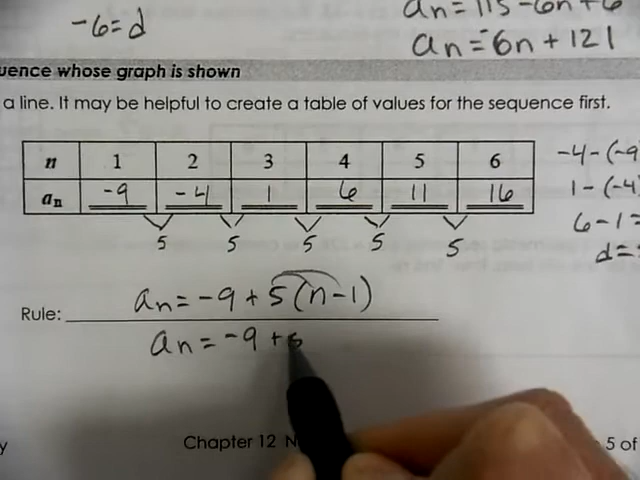 an = 115 - 6n + 6
-6 = d
an = -6n + 121
uence whose graph is shown
a line. It may be helpful to create a table of values for the sequence first.
n 1 2 3 4 5 6
an -9 -4 1 6 11 16
5 5 5 5 5
-4-(-9
1-(-4
6-1=
d=
Rule: an = -9 + 5(n-1)
an = -9 + 5
y Chapter 12 N 5 of